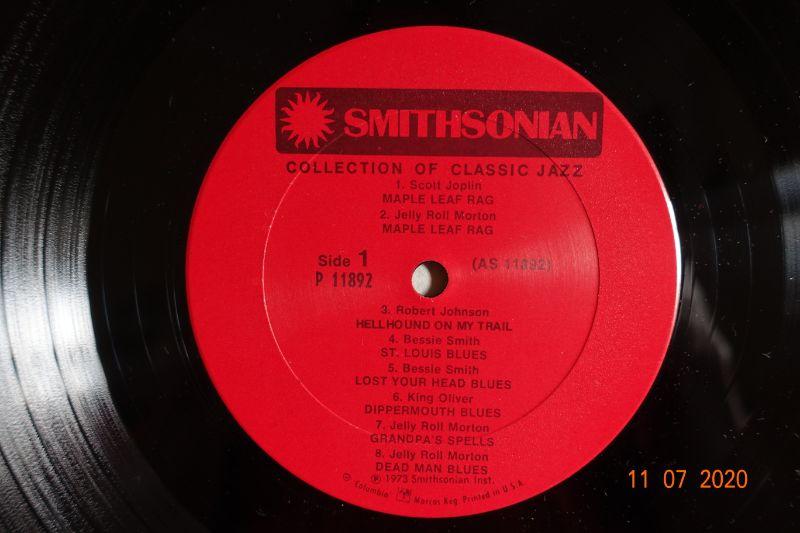 SMITHSONIAN
COLLECTION OF CLASSIC JAZZ
1. Scott Joplin
MAPLE LEAF RAG
2. Jelly Roll Morton
MAPLE LEAF RAG
Side 1
P 11892
(AS 11892)
3. Robert Johnson
HELLHOUND ON MY TRAIL
4. Bessie Smith
ST. LOUIS BLUES
5. Bessie Smith
LOST YOUR HEAD BLUES
6. King Oliver
DIPPERMOUTH BLUES
7. Jelly Roll Morton
GRANDPA'S SPELLS
8. Jelly Roll Morton
DEAD MAN BLUES
© ℗ 1973 Smithsonian Inst.
Columbia Marcas Reg. Printed in U.S.A.
11 07 2020